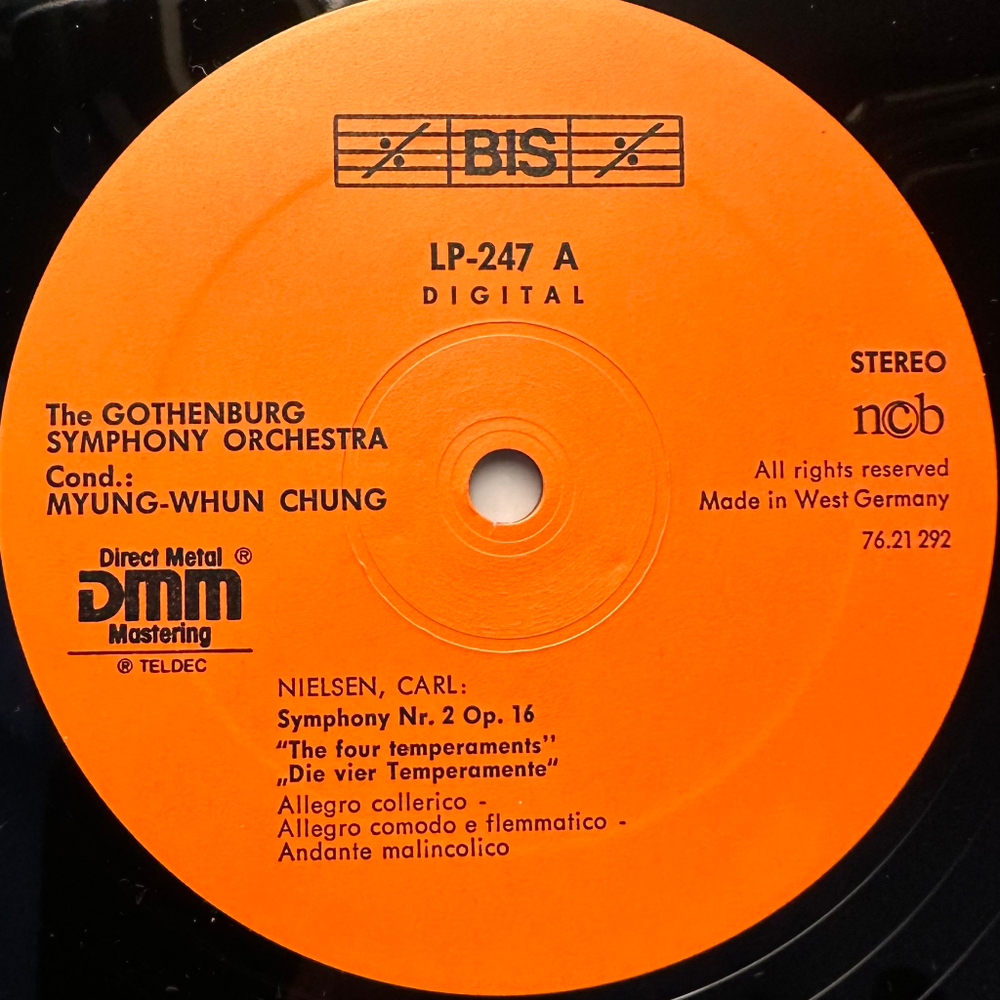 BIS
LP-247 A
DIGITAL
The GOTHENBURG
SYMPHONY ORCHESTRA
Cond.:
MYUNG-WHUN CHUNG
Direct Metal ®
DMM
Mastering
® TELDEC
STEREO
n©b
All rights reserved
Made in West Germany
76.21 292
NIELSEN, CARL:
Symphony Nr. 2 Op. 16
“The four temperaments’’
„Die vier Temperamente“
Allegro collerico -
Allegro comodo e flemmatico -
Andante malincolico